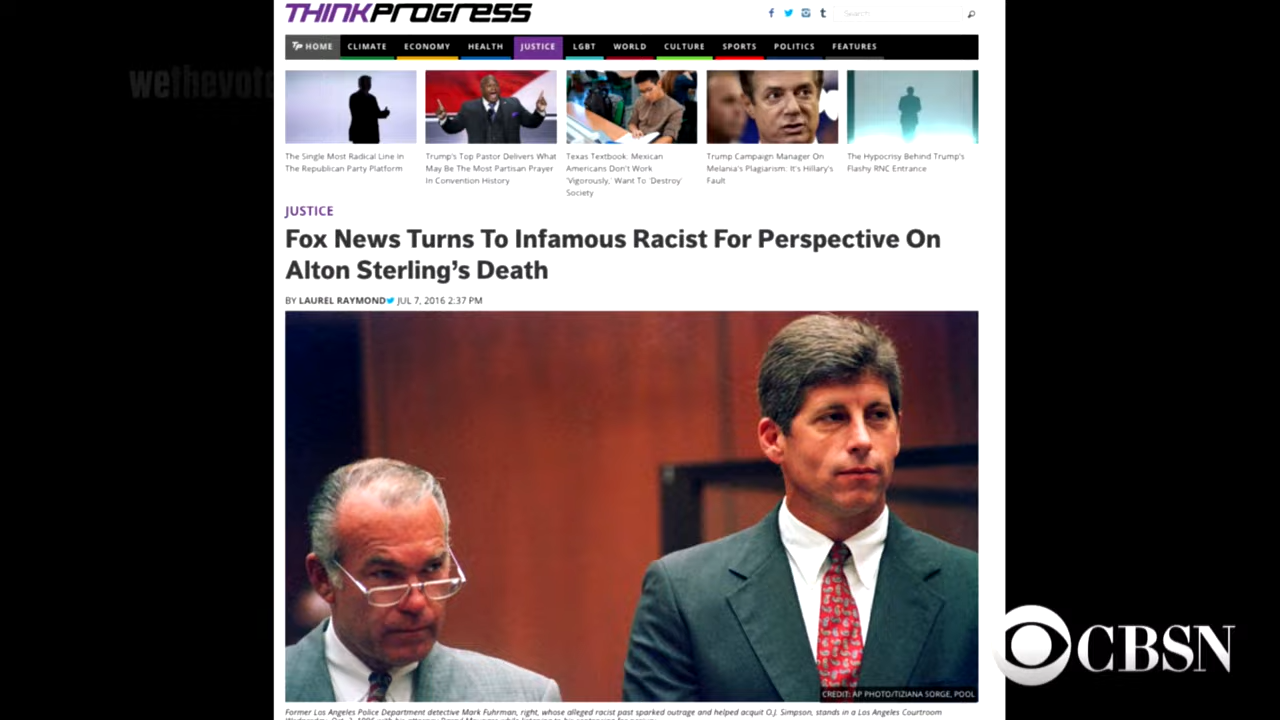 THINKPROGRESS
Search
TP HOME CLIMATE ECONOMY HEALTH JUSTICE LGBT WORLD CULTURE SPORTS POLITICS FEATURES
wethevot
The Single Most Radical Line In
The Republican Party Platform
Trump's Top Pastor Delivers What
May Be The Most Partisan Prayer
In Convention History
Texas Textbook: Mexican
Americans Don't Work
'Vigorously,' Want To 'Destroy'
Society
Trump Campaign Manager On
Melania's Plagiarism: It's Hillary's
Fault
The Hypocrisy Behind Trump's
Flashy RNC Entrance
JUSTICE
Fox News Turns To Infamous Racist For Perspective On
Alton Sterling's Death
BY LAUREL RAYMOND JUL 7, 2016 2:37 PM
CREDIT: AP PHOTO/TIZIANA SORGE, POOL
CBSN
Former Los Angeles Police Department detective Mark Fuhrman, right, whose alleged racist past sparked outrage and helped acquit O.J. Simpson, stands in a Los Angeles Courtroom